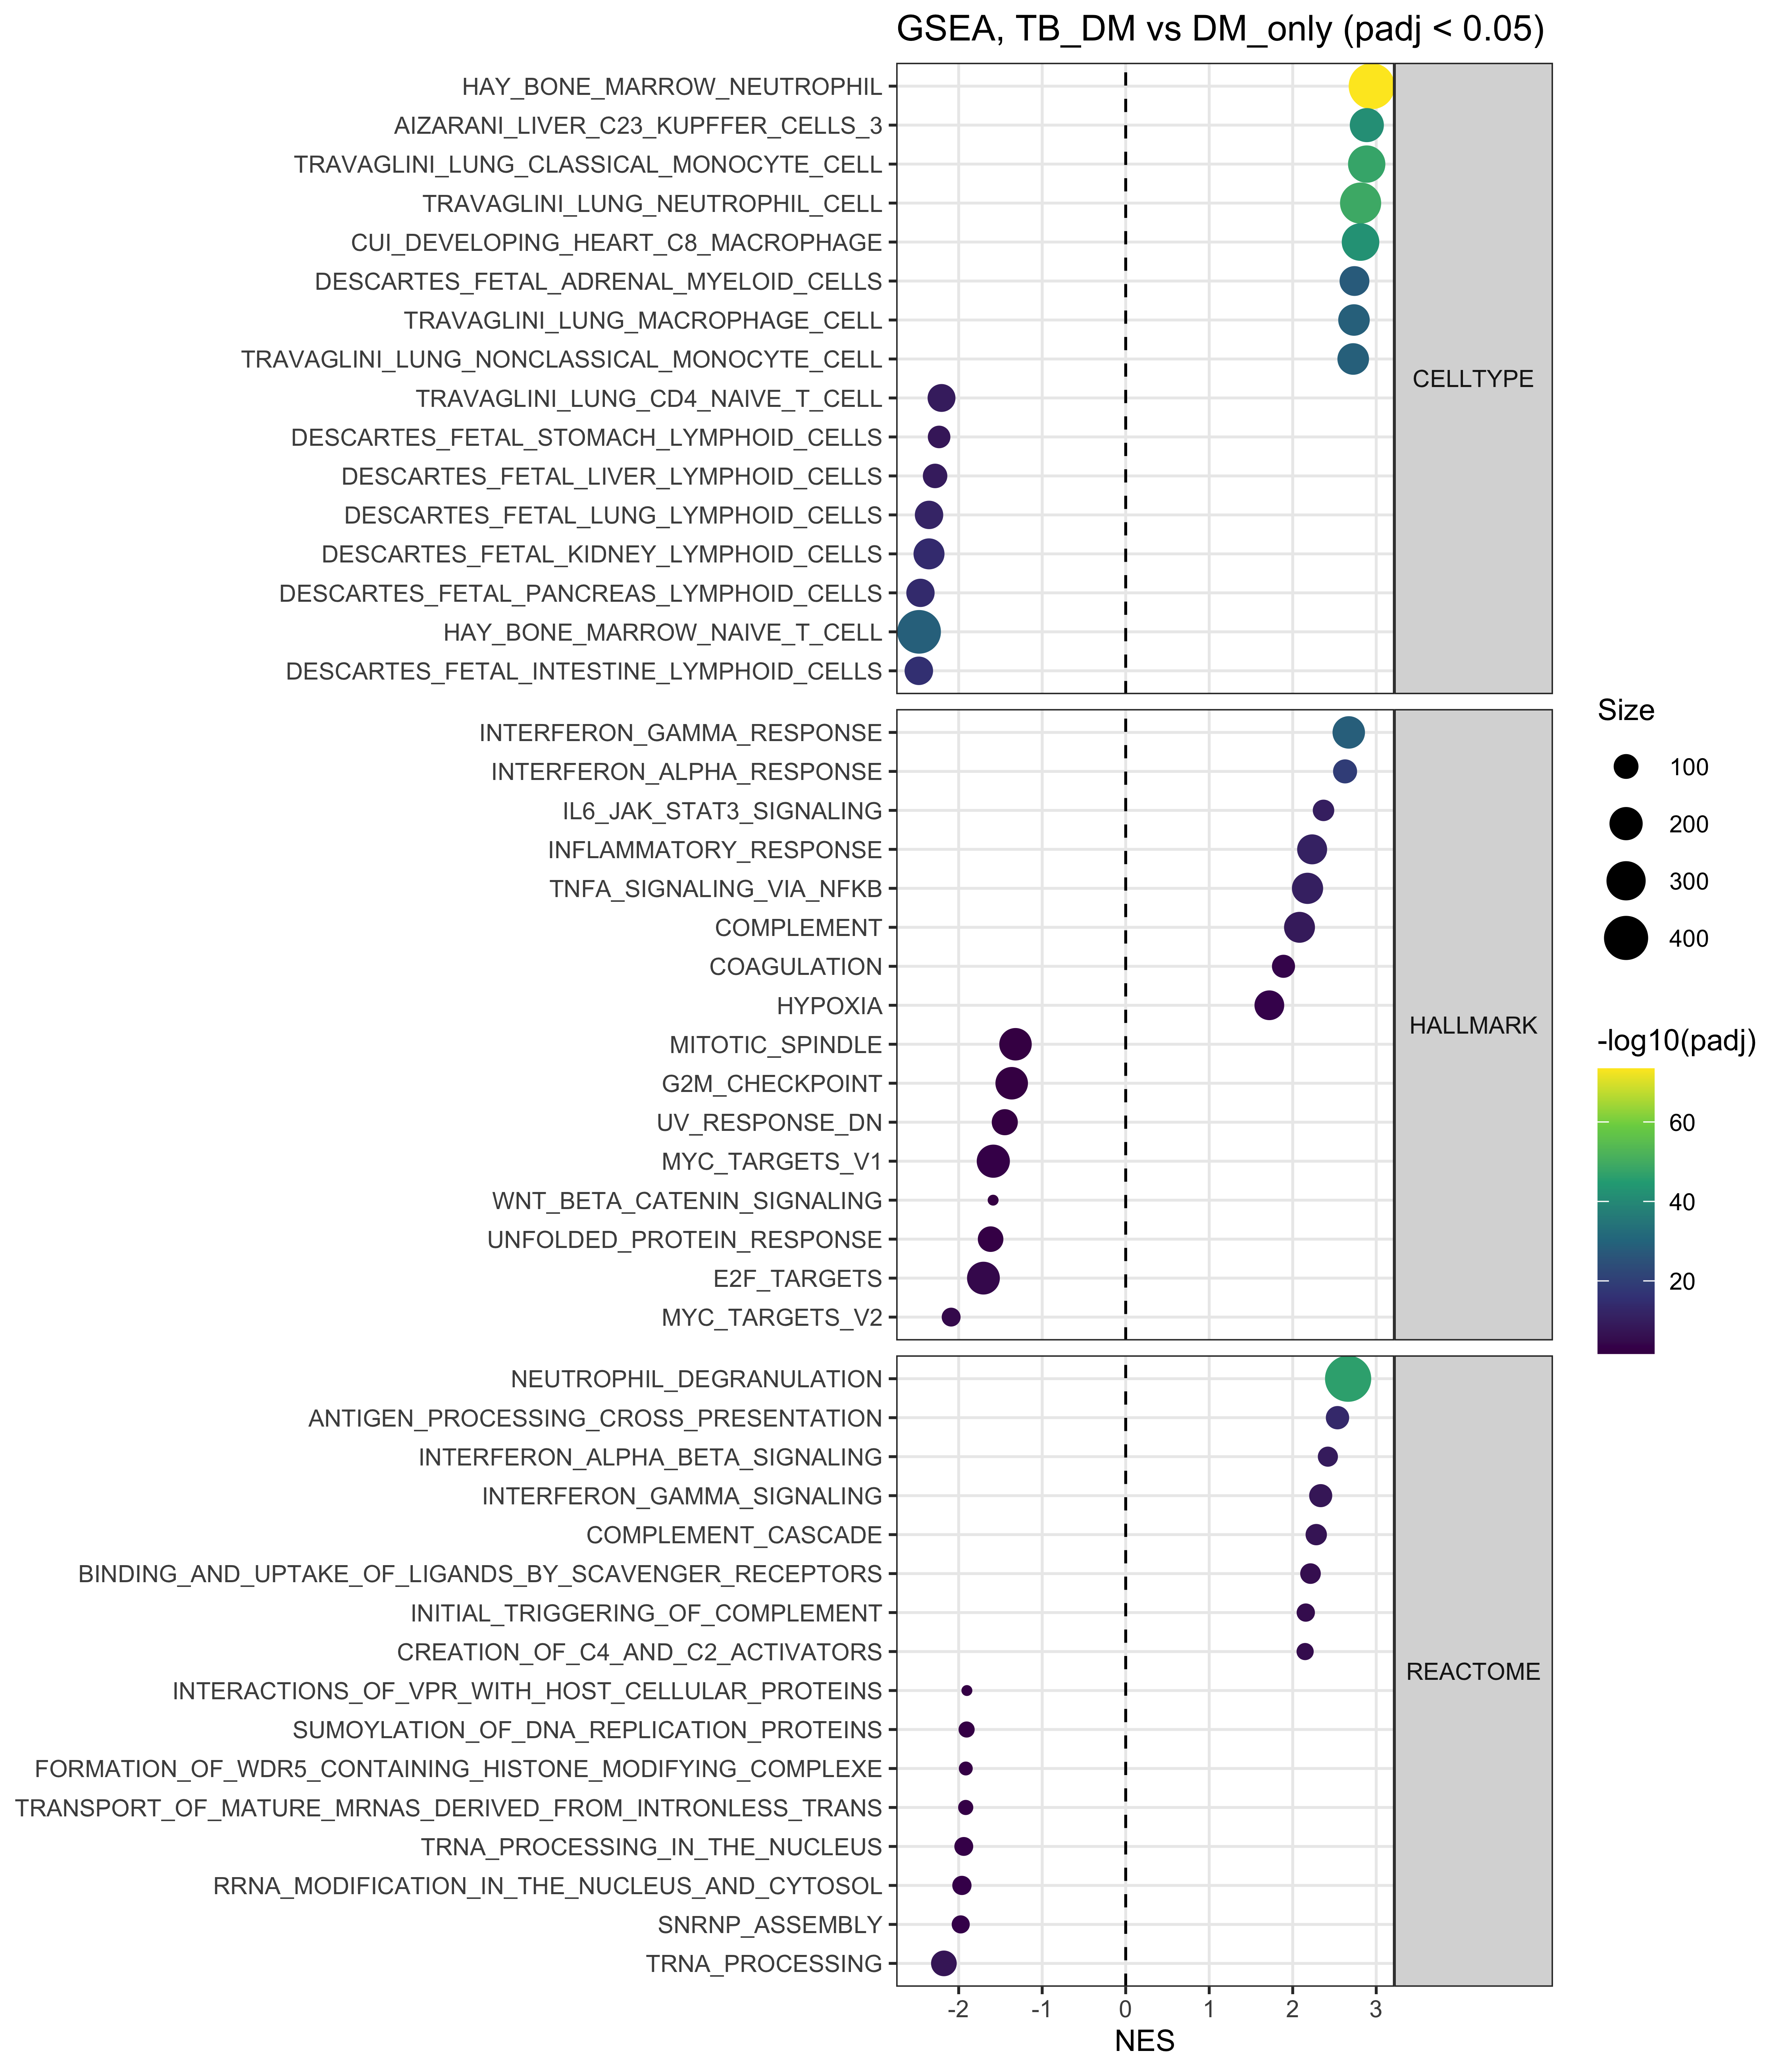 GSEA, TB_DM vs DM_only (padj < 0.05)
HAY_BONE_MARROW_NEUTROPHIL
AIZARANI_LIVER_C23_KUPFFER_CELLS_3
TRAVAGLINI_LUNG_CLASSICAL_MONOCYTE_CELL
TRAVAGLINI_LUNG_NEUTROPHIL_CELL
CUI_DEVELOPING_HEART_C8_MACROPHAGE
DESCARTES_FETAL_ADRENAL_MYELOID_CELLS
TRAVAGLINI_LUNG_MACROPHAGE_CELL
TRAVAGLINI_LUNG_NONCLASSICAL_MONOCYTE_CELL
TRAVAGLINI_LUNG_CD4_NAIVE_T_CELL
DESCARTES_FETAL_STOMACH_LYMPHOID_CELLS
DESCARTES_FETAL_LIVER_LYMPHOID_CELLS
DESCARTES_FETAL_LUNG_LYMPHOID_CELLS
DESCARTES_FETAL_KIDNEY_LYMPHOID_CELLS
DESCARTES_FETAL_PANCREAS_LYMPHOID_CELLS
HAY_BONE_MARROW_NAIVE_T_CELL
DESCARTES_FETAL_INTESTINE_LYMPHOID_CELLS
CELLTYPE
INTERFERON_GAMMA_RESPONSE
INTERFERON_ALPHA_RESPONSE
IL6_JAK_STAT3_SIGNALING
INFLAMMATORY_RESPONSE
TNFA_SIGNALING_VIA_NFKB
COMPLEMENT
COAGULATION
HYPOXIA
MITOTIC_SPINDLE
G2M_CHECKPOINT
UV_RESPONSE_DN
MYC_TARGETS_V1
WNT_BETA_CATENIN_SIGNALING
UNFOLDED_PROTEIN_RESPONSE
E2F_TARGETS
MYC_TARGETS_V2
HALLMARK
NEUTROPHIL_DEGRANULATION
ANTIGEN_PROCESSING_CROSS_PRESENTATION
INTERFERON_ALPHA_BETA_SIGNALING
INTERFERON_GAMMA_SIGNALING
COMPLEMENT_CASCADE
BINDING_AND_UPTAKE_OF_LIGANDS_BY_SCAVENGER_RECEPTORS
INITIAL_TRIGGERING_OF_COMPLEMENT
CREATION_OF_C4_AND_C2_ACTIVATORS
INTERACTIONS_OF_VPR_WITH_HOST_CELLULAR_PROTEINS
SUMOYLATION_OF_DNA_REPLICATION_PROTEINS
FORMATION_OF_WDR5_CONTAINING_HISTONE_MODIFYING_COMPLEXE
TRANSPORT_OF_MATURE_MRNAS_DERIVED_FROM_INTRONLESS_TRANS
TRNA_PROCESSING_IN_THE_NUCLEUS
RRNA_MODIFICATION_IN_THE_NUCLEUS_AND_CYTOSOL
SNRNP_ASSEMBLY
TRNA_PROCESSING
REACTOME
-2 -1 0 1 2 3
NES
Size
100
200
300
400
-log10(padj)
60
40
20